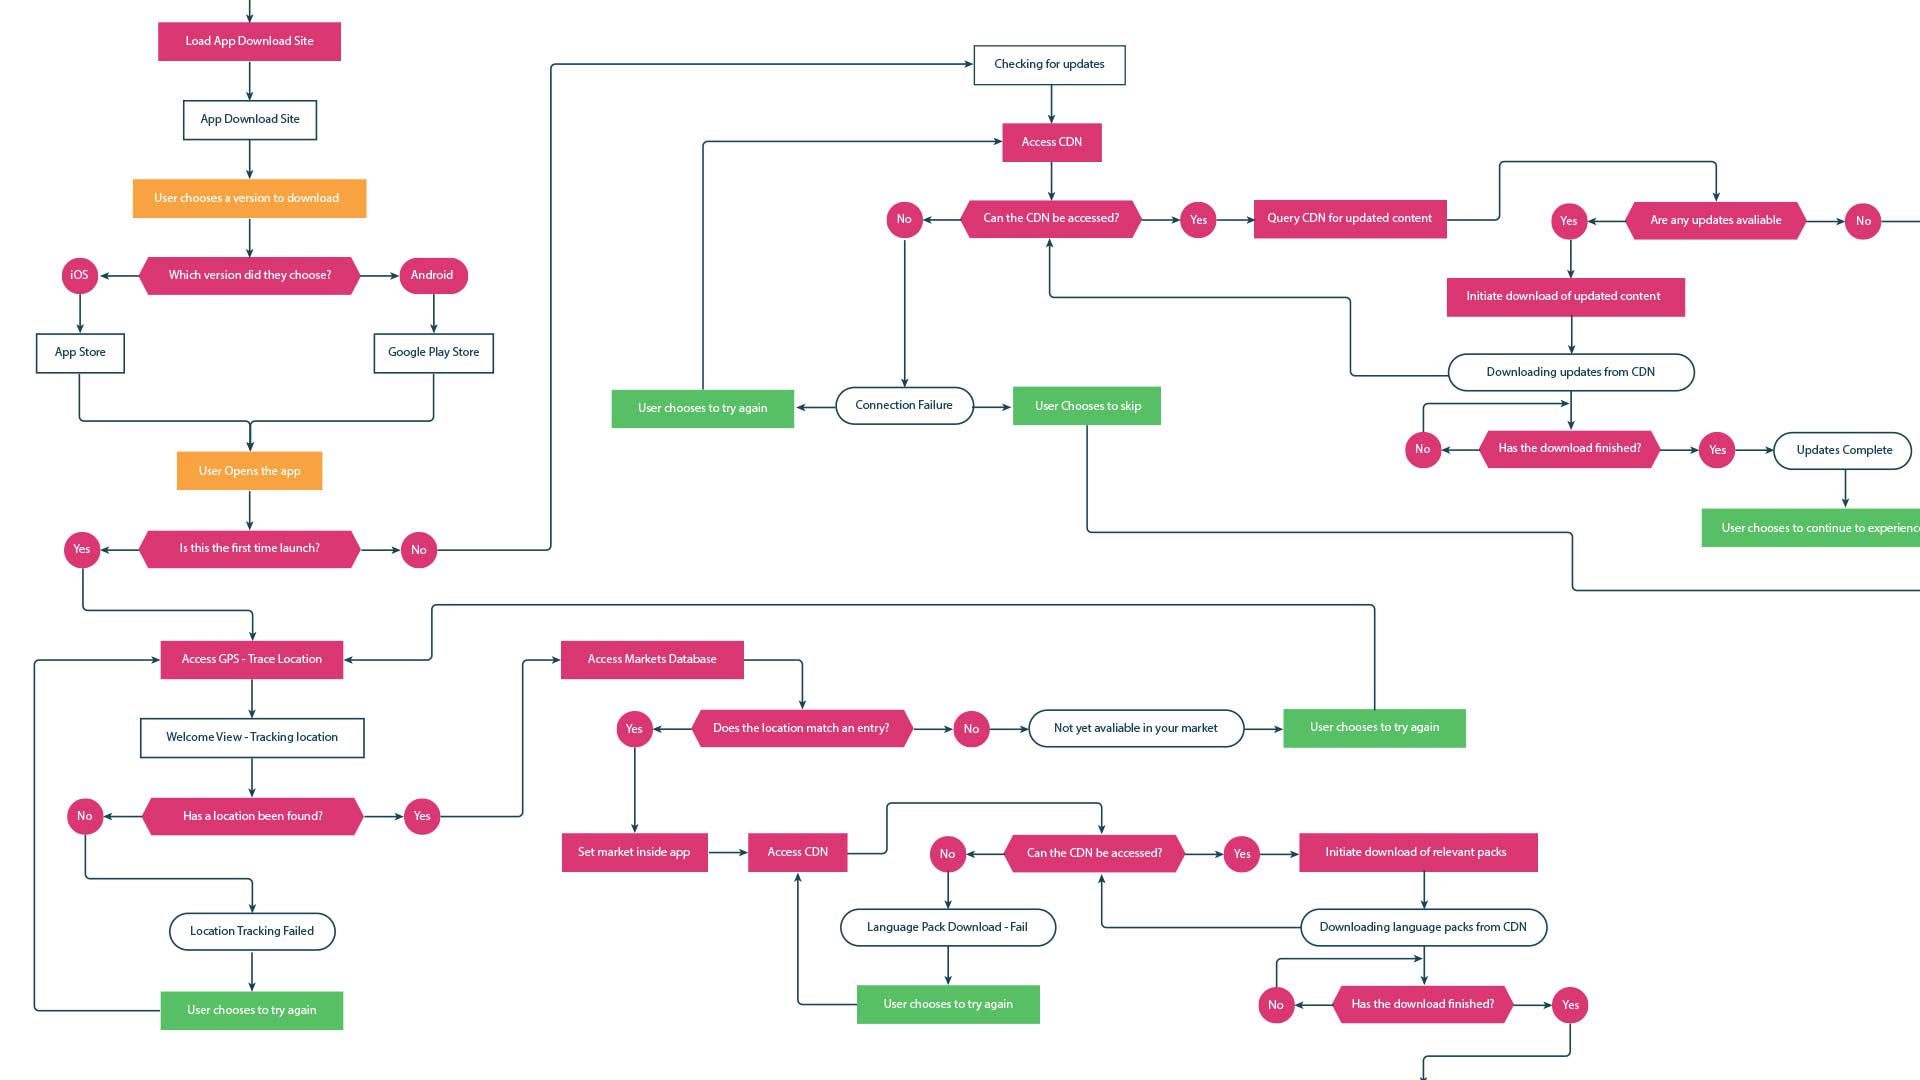 Load App Download Site
App Download Site
User chooses a version to download
iOS
Which version did they choose?
Android
App Store
Google Play Store
User Opens the app
Yes
Is this the first time launch?
No
Checking for updates
Access CDN
No
Can the CDN be accessed?
Yes
Query CDN for updated content
Yes
Are any updates avaliable
No
Initiate download of updated content
Downloading updates from CDN
User chooses to try again
Connection Failure
User Chooses to skip
No
Has the download finished?
Yes
Updates Complete
User chooses to continue to experienc
Access GPS - Trace Location
Welcome View - Tracking location
No
Has a location been found?
Yes
Location Tracking Failed
User chooses to try again
Access Markets Database
Yes
Does the location match an entry?
No
Not yet avaliable in your market
User chooses to try again
Set market inside app
Access CDN
No
Can the CDN be accessed?
Yes
Initiate download of relevant packs
Language Pack Download - Fail
Downloading language packs from CDN
User chooses to try again
No
Has the download finished?
Yes